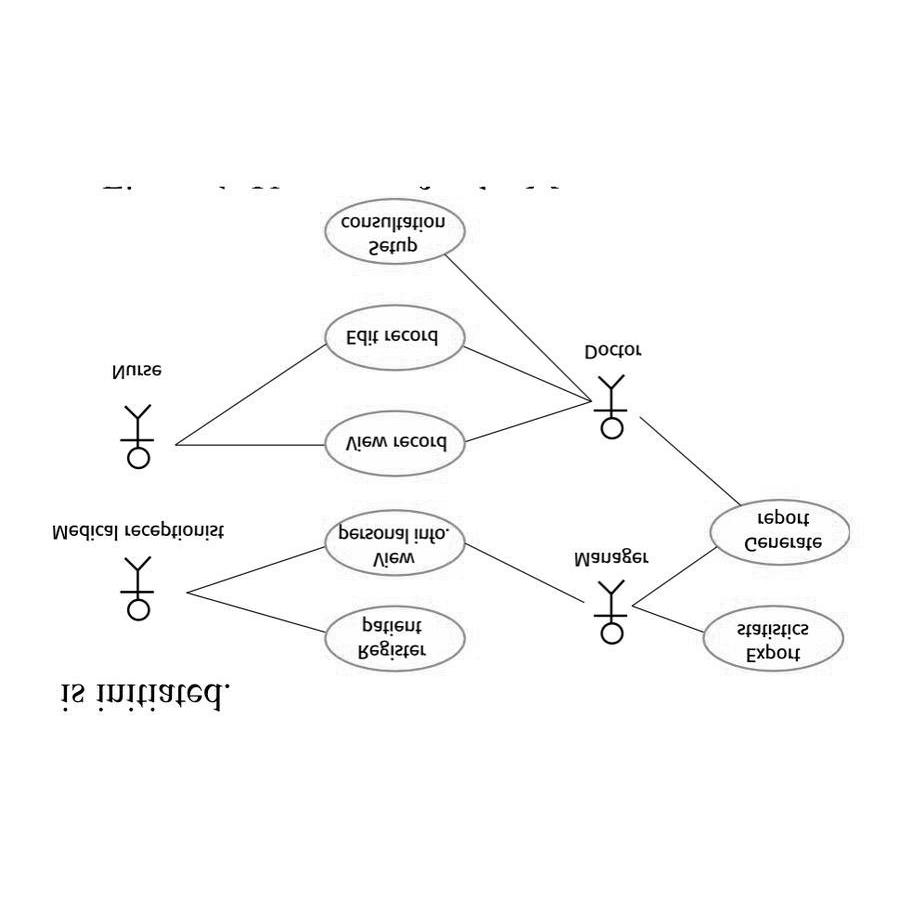 is initiated.
Register
patient
Export
statistics
View
personal info.
Medical receptionist
Manager
Generate
report
View record
Nurse
Doctor
Edit record
Setup
consultation